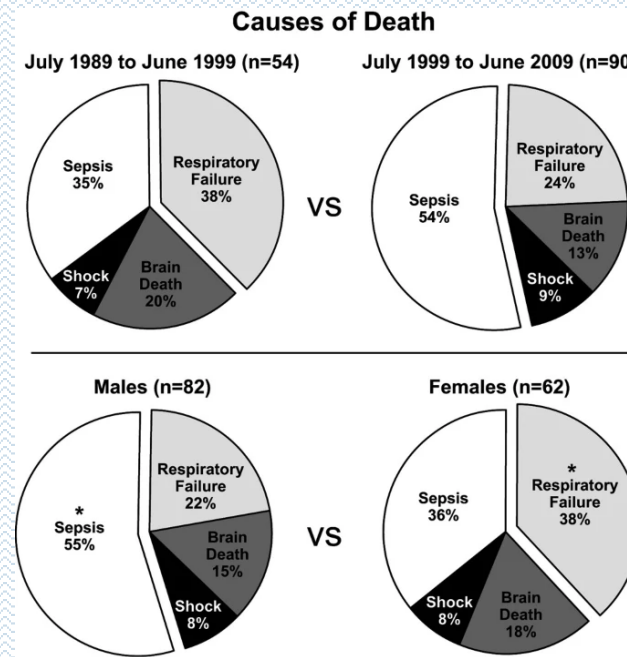 Causes of Death
July 1989 to June 1999 (n=54)
July 1999 to June 2009 (n=90
Sepsis
35%
Respiratory
Failure
38%
Shock
7%
Brain
Death
20%
VS
Sepsis
54%
Respiratory
Failure
24%
Brain
Death
13%
Shock
9%
Males (n=82)
Females (n=62)
*
Sepsis
55%
Respiratory
Failure
22%
Brain
Death
15%
Shock
8%
VS
Sepsis
36%
*
Respiratory
Failure
38%
Shock
8%
Brain
Death
18%